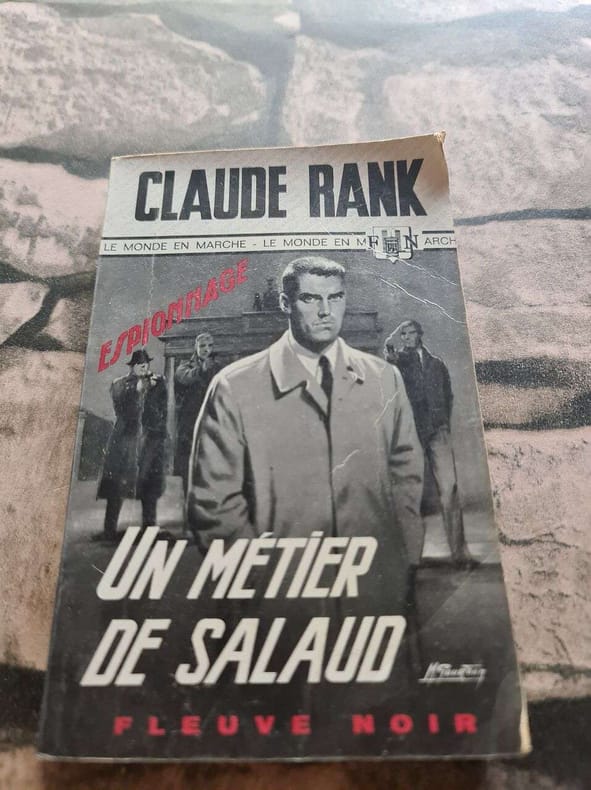 CLAUDE RANK
LE MONDE EN MARCHE - LE MONDE EN M F N ARCH
ESPIONNAGE
UN MÉTIER
DE SALAUD
FLEUVE NOIR